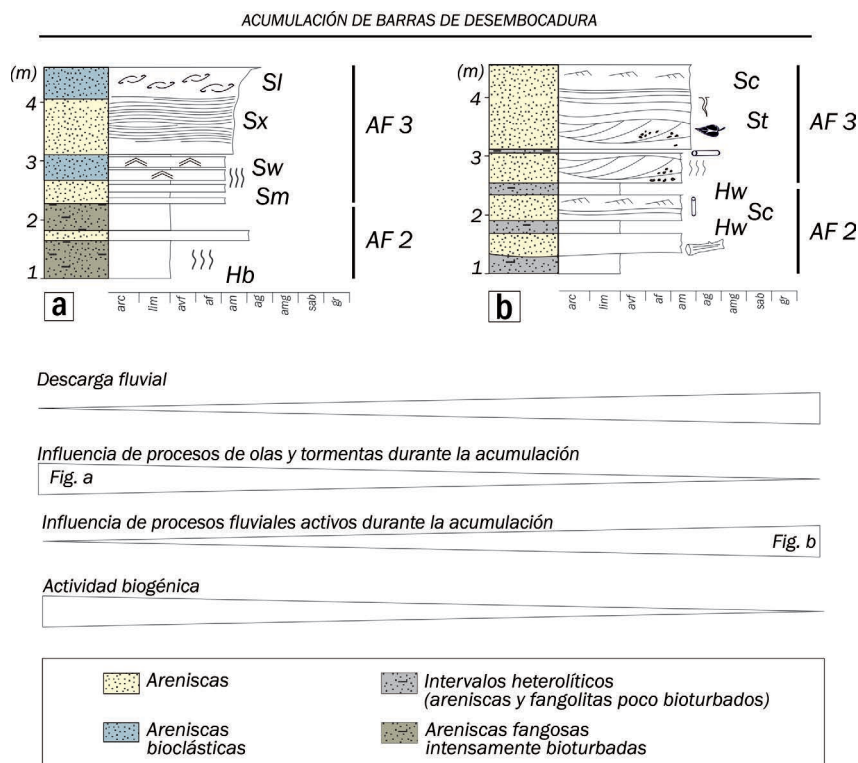 ACUMULACIÓN DE BARRAS DE DESEMBOCADURA
(m)
4
3
2
1
Sl
Sx
Sw
Sm
Hb
AF 3
AF 2
a
arc
lim
avf
af
am
ag
amg
sab
gr
(m)
4
3
2
1
Sc
St
Hw
Sc
Hw
AF 3
AF 2
b
arc
lim
avf
af
am
ag
amg
sab
gr
Descarga fluvial
Influencia de procesos de olas y tormentas durante la acumulación
Fig. a
Influencia de procesos fluviales activos durante la acumulación
Fig. b
Actividad biogénica
Areniscas
Intervalos heterolíticos
(areniscas y fangolitas poco bioturbados)
Areniscas
bioclásticas
Areniscas fangosas
intensamente bioturbadas